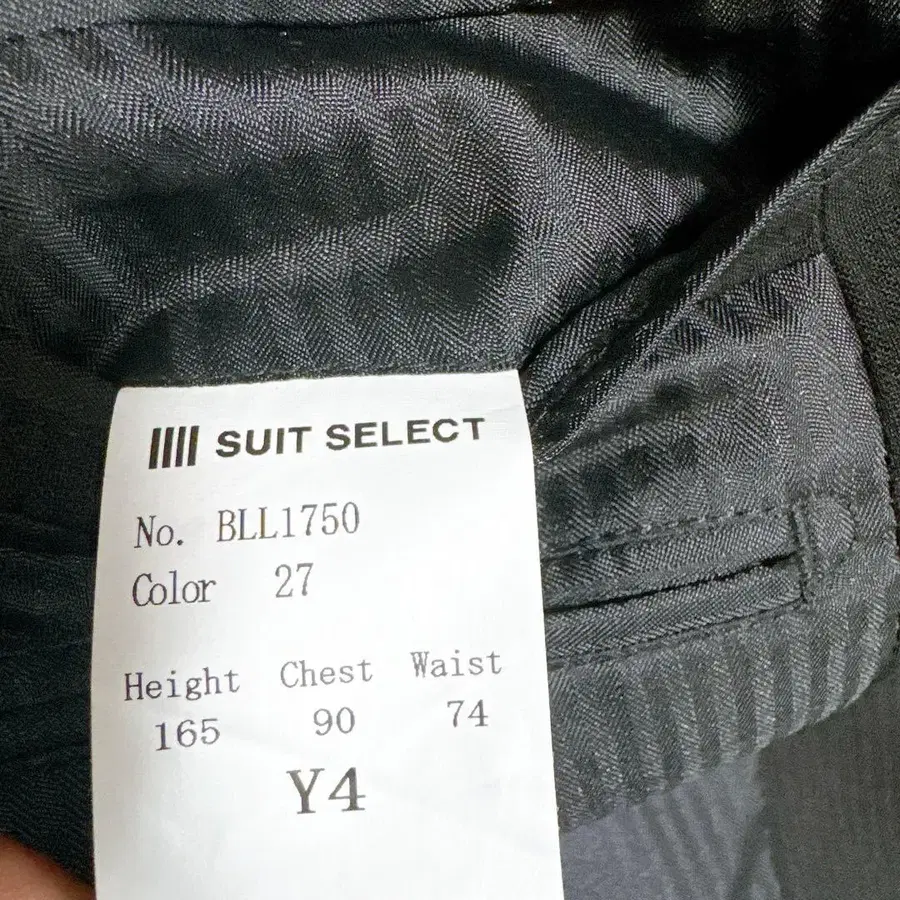 SUIT SELECT
No. BLL1750
Color 27
Height Chest Waist
165 90 74
Y4